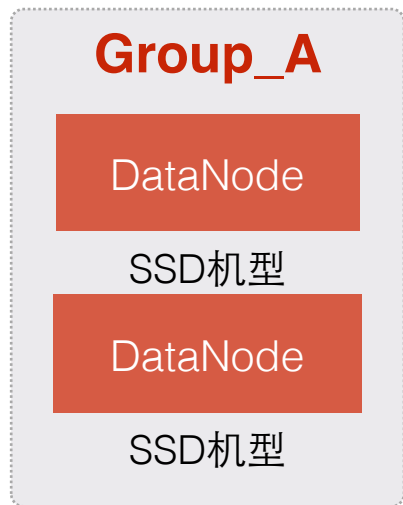 Group_A
DataNode
SSD机型
DataNode
SSD机型